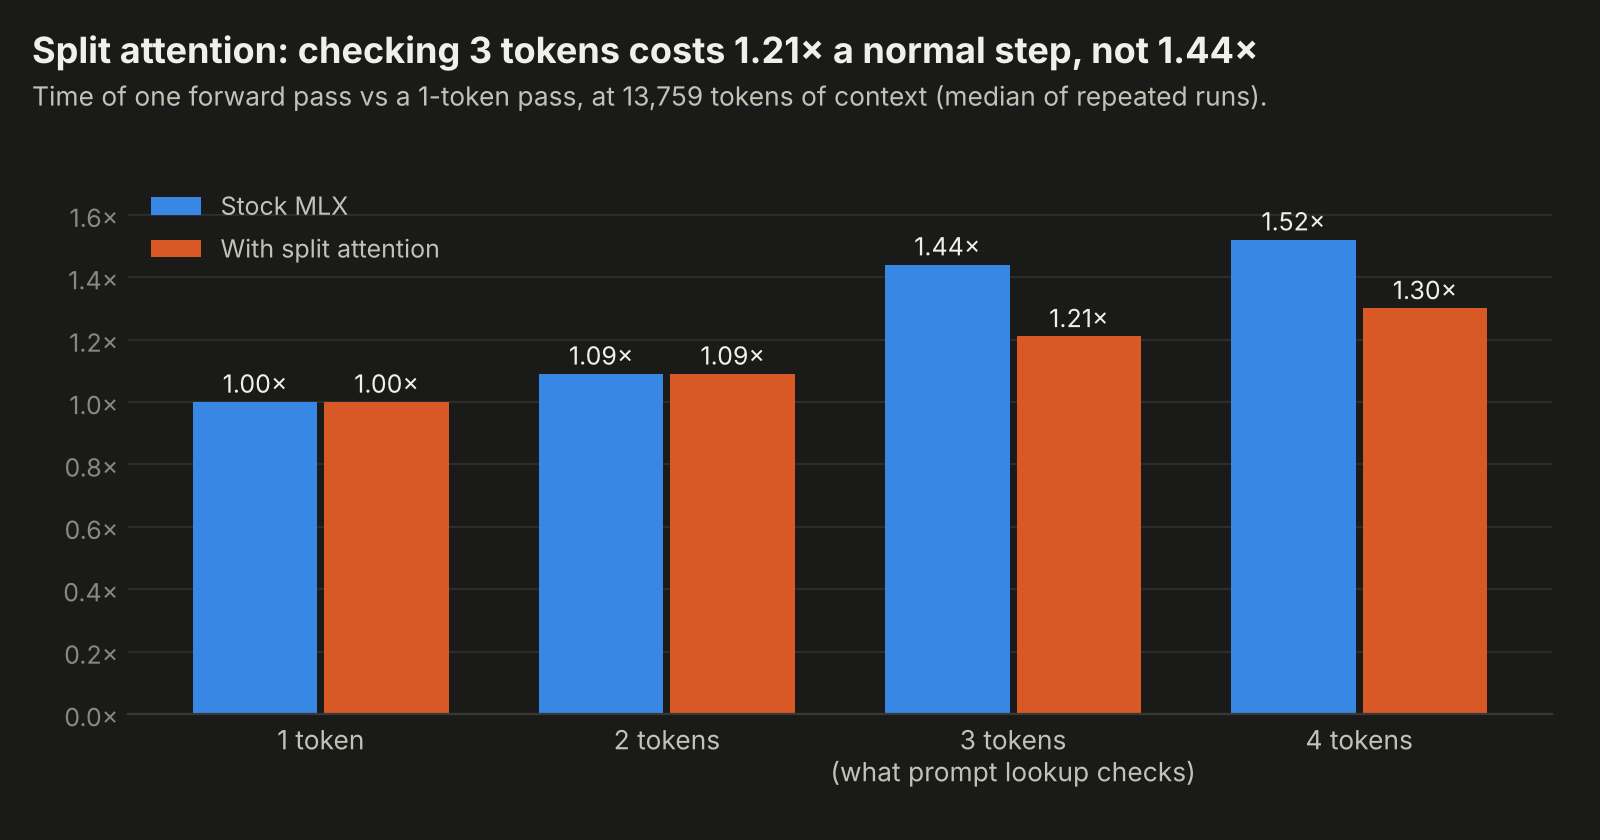 Split attention: checking 3 tokens costs 1.21× a normal step, not 1.44×
Time of one forward pass vs a 1-token pass, at 13,759 tokens of context (median of repeated runs).
Stock MLX
With split attention
1.6×
1.4×
1.2×
1.0×
0.8×
0.6×
0.4×
0.2×
0.0×
1.00×
1.00×
1.09×
1.09×
1.44×
1.21×
1.52×
1.30×
1 token
2 tokens
3 tokens
(what prompt lookup checks)
4 tokens